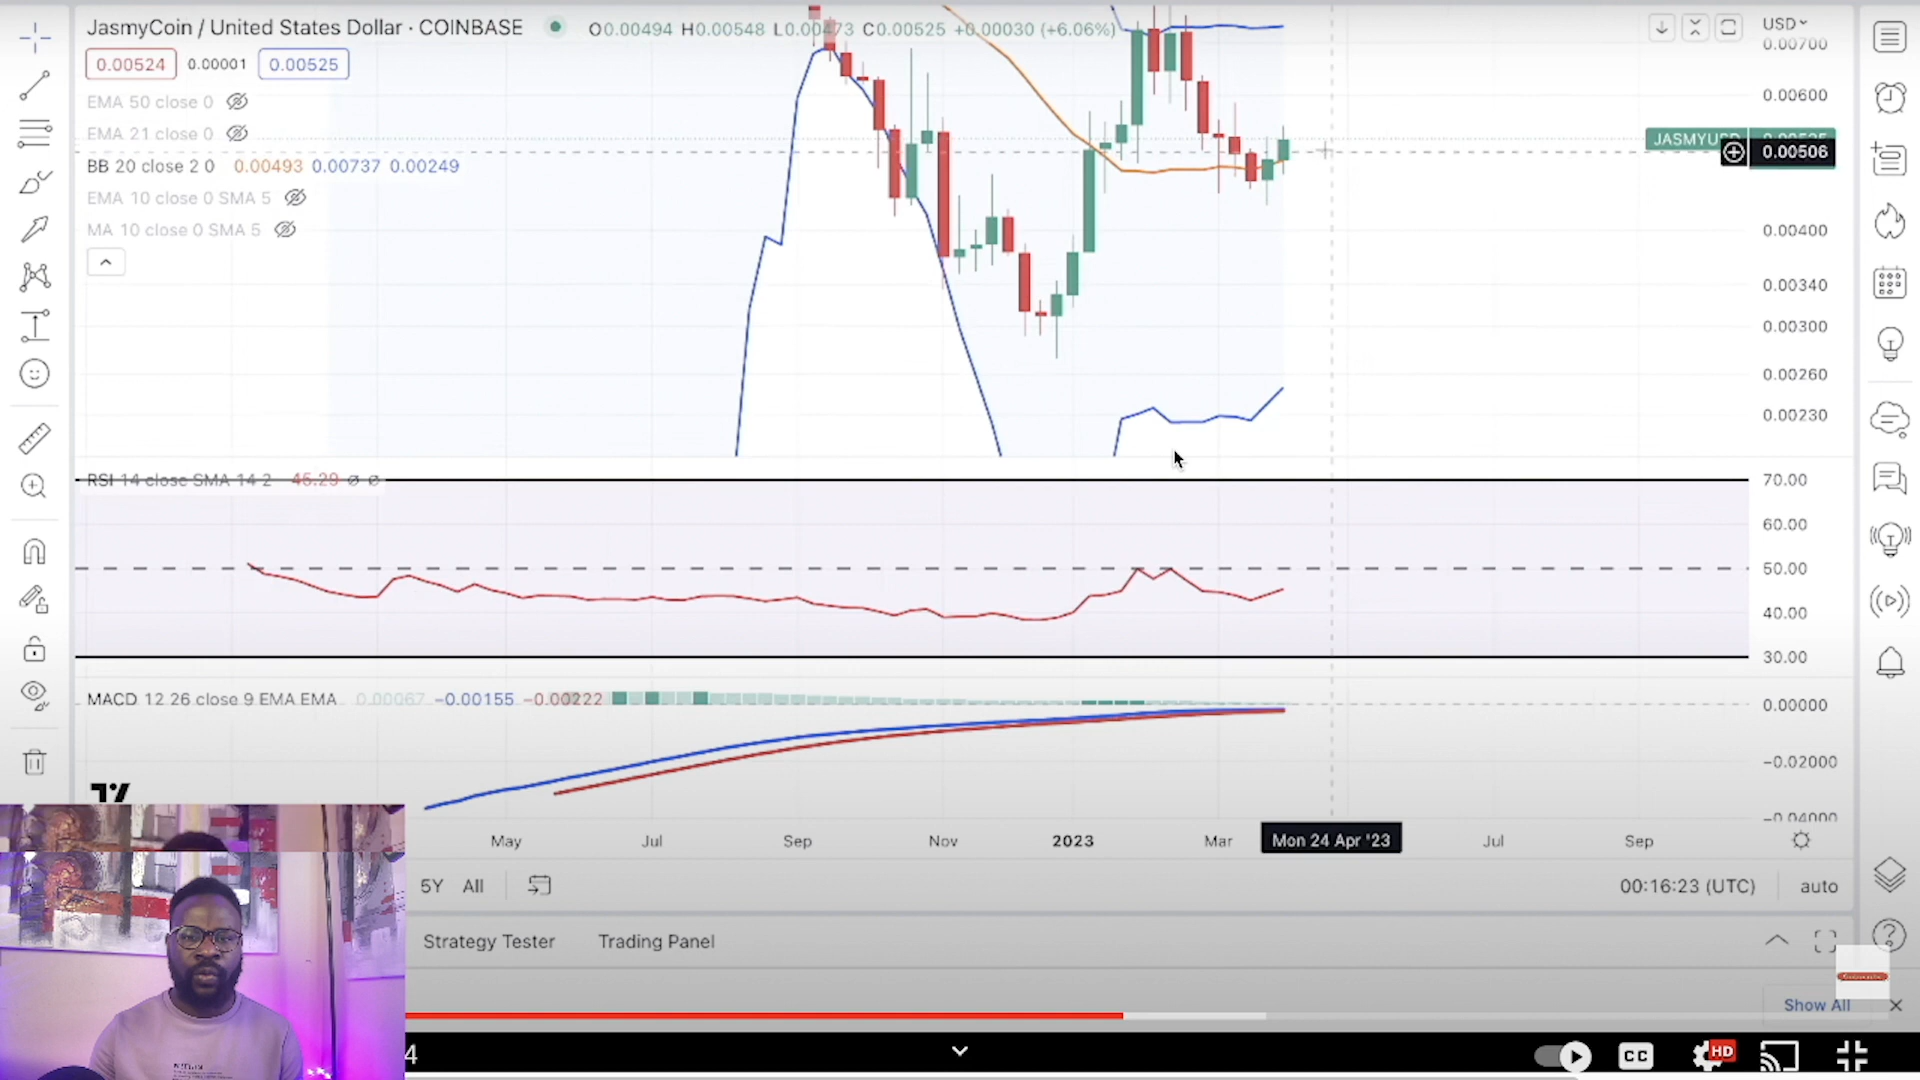 JasmyCoin / United States Dollar · COINBASE
O0.00494 H0.00548 L0.00473 C0.00525 +0.00030 (+6.06%)
USD
0.00524 0.00001 0.00525
EMA 50 close 0
EMA 21 close 0
BB 20 close 2 0 0.00493 0.00737 0.00249
EMA 10 close 0 SMA 5
MA 10 close 0 SMA 5
0.00700
0.00600
JASMYUSD 0.00525
0.00506
0.00400
0.00340
0.00300
0.00260
0.00230
RSI 14 close SMA 14 2 45.29 ø ø
70.00
60.00
50.00
40.00
30.00
MACD 12 26 close 9 EMA EMA 0.00067 −0.00155 −0.00222
0.00000
−0.02000
−0.04000
May Jul Sep Nov 2023 Mar Mon 24 Apr '23 Jul Sep
5Y All 00:16:23 (UTC) auto
Strategy Tester Trading Panel
Show All
4
CC HD